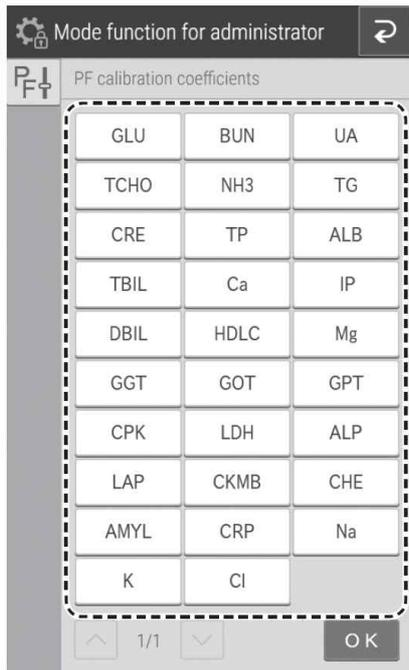 Mode function for administrator
PF
PF calibration coefficients
GLU BUN UA
TCHO NH3 TG
CRE TP ALB
TBIL Ca IP
DBIL HDLC Mg
GGT GOT GPT
CPK LDH ALP
LAP CKMB CHE
AMYL CRP Na
K Cl
1/1 OK